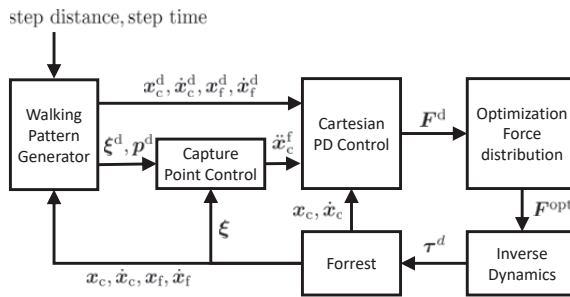 step distance, step time
x_c^d, ẋ_c^d, x_f^d, ẋ_f^d
Walking
Pattern
Generator
ξ^d, p^d
Capture
Point Control
ẍ_c^f
Cartesian
PD Control
F^d
Optimization
Force
distribution
x_c, ẋ_c
F^opt
ξ
τ^d
Forrest
Inverse
Dynamics
x_c, ẋ_c, x_f, ẋ_f